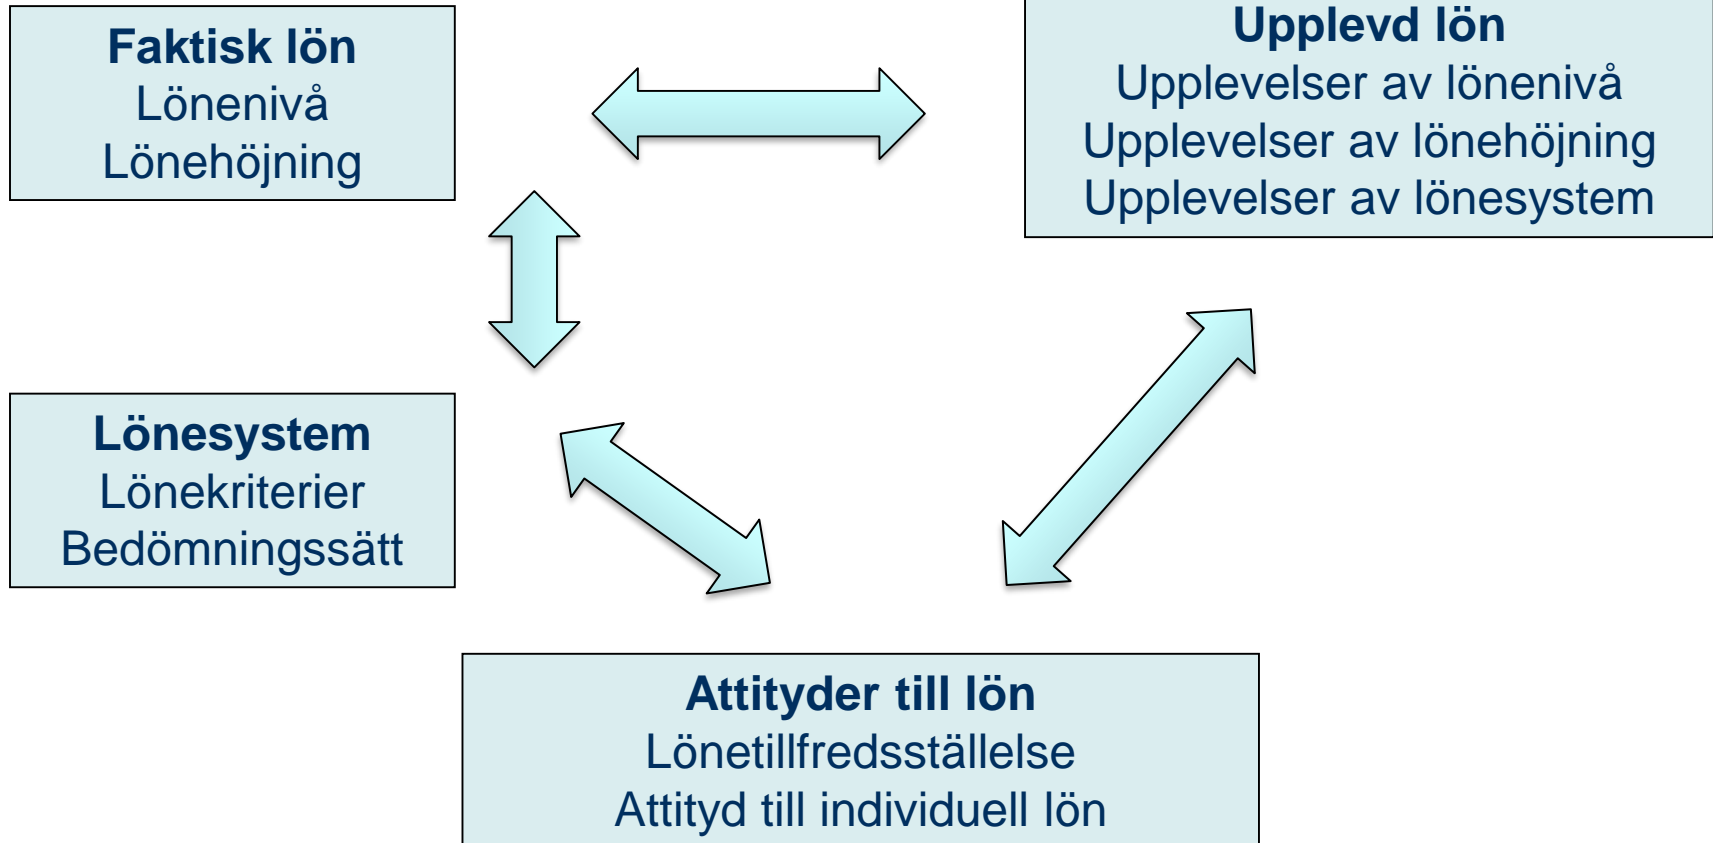 Faktisk lön
Lönenivå
Lönehöjning
Upplevd lön
Upplevelser av lönenivå
Upplevelser av lönehöjning
Upplevelser av lönesystem
Lönesystem
Lönekriterier
Bedömningssätt
Attityder till lön
Lönetillfredsställelse
Attityd till individuell lön